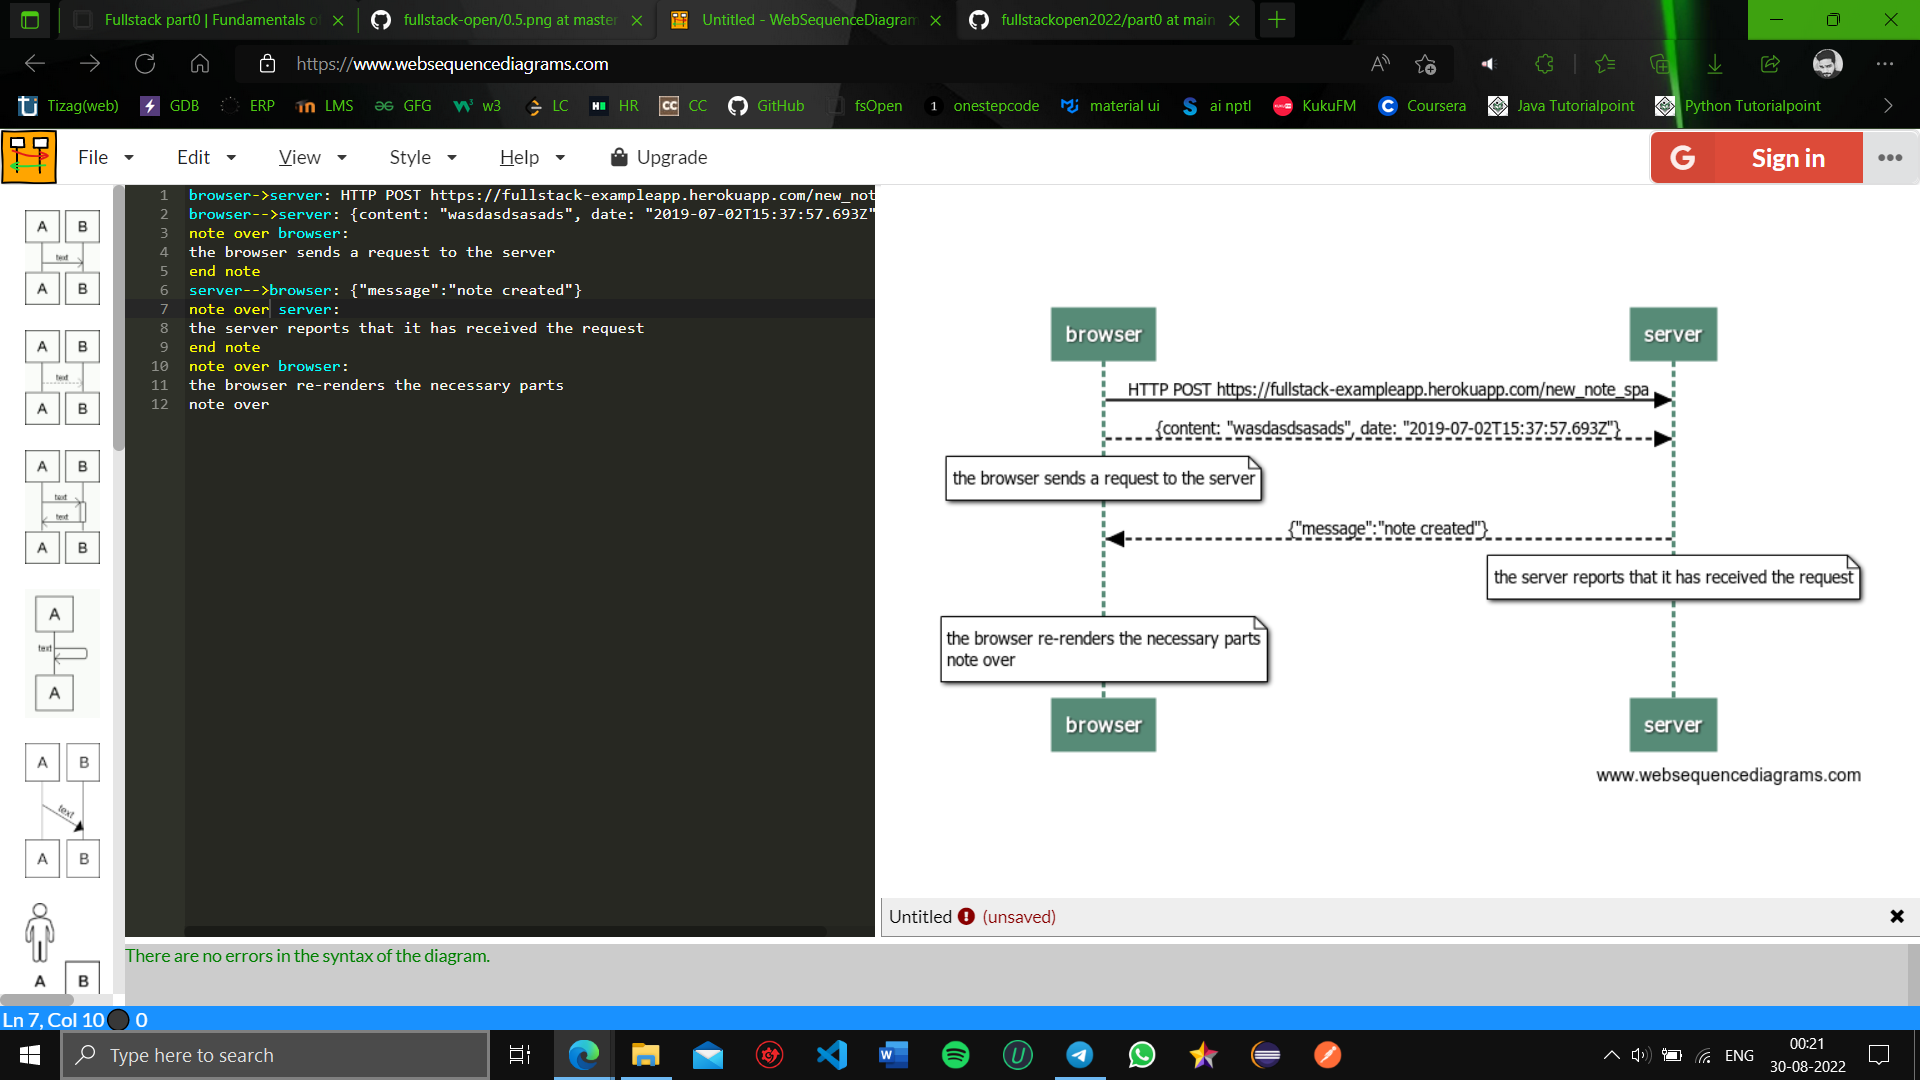 Fullstack part0 | Fundamentals o
fullstack-open/0.5.png at master
Untitled - WebSequenceDiagram
fullstackopen2022/part0 at main
https://www.websequencediagrams.com
Tizag(web) GDB ERP LMS GFG w3 LC HR CC GitHub fsOpen onestepcode material ui ai nptl KukuFM Coursera Java Tutorialpoint Python Tutorialpoint
File Edit View Style Help Upgrade
G Sign in
1 browser->server: HTTP POST https://fullstack-exampleapp.herokuapp.com/new_not
2 browser-->server: {content: "wasdasdsasads", date: "2019-07-02T15:37:57.693Z"
3 note over browser:
4 the browser sends a request to the server
5 end note
6 server-->browser: {"message":"note created"}
7 note over server:
8 the server reports that it has received the request
9 end note
10 note over browser:
11 the browser re-renders the necessary parts
12 note over
A B
text
A B
A B
text
A B
A B
text
text
A B
A
text
A
A B
text
A B
A B
browser server
HTTP POST https://fullstack-exampleapp.herokuapp.com/new_note_spa
{content: "wasdasdsasads", date: "2019-07-02T15:37:57.693Z"}
the browser sends a request to the server
{"message":"note created"}
the server reports that it has received the request
the browser re-renders the necessary parts
note over
browser server
www.websequencediagrams.com
Untitled (unsaved)
There are no errors in the syntax of the diagram.
Ln 7, Col 10 0
Type here to search
ENG
00:21
30-08-2022